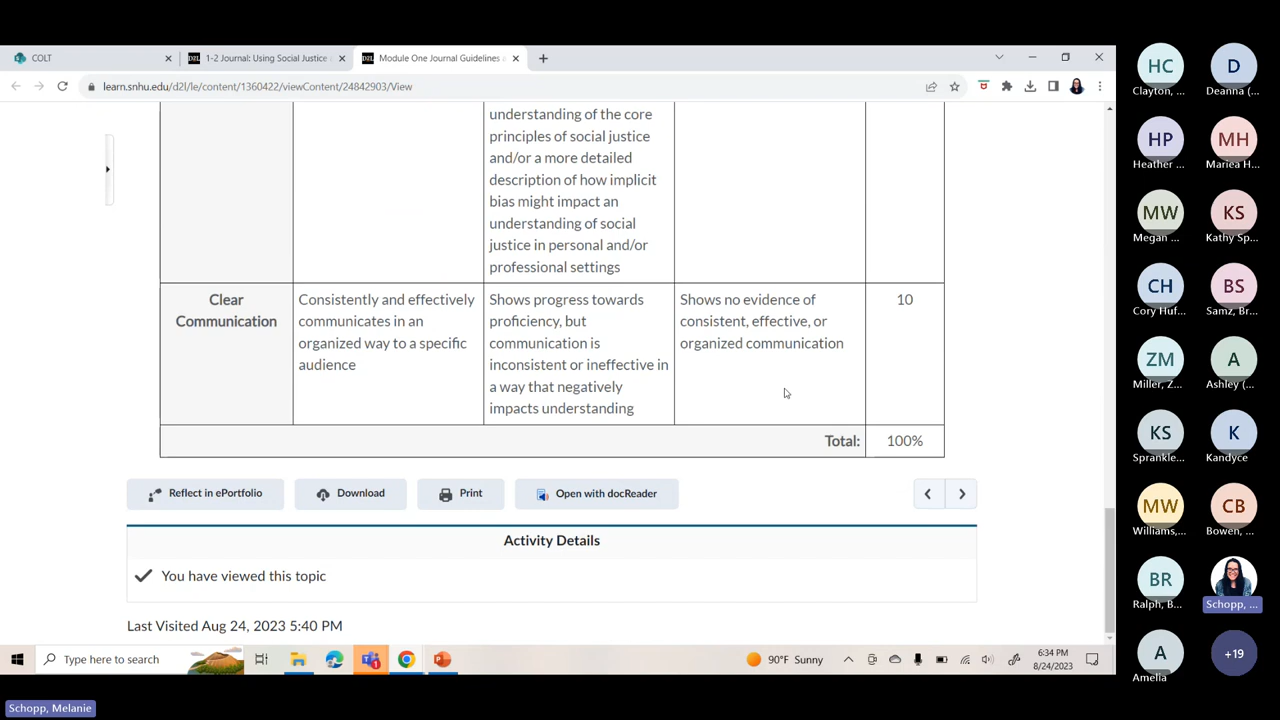 COLT
1-2 Journal: Using Social Justice
Module One Journal Guidelines
learn.snhu.edu/d2l/le/content/1360422/viewContent/24842903/View
understanding of the core
principles of social justice
and/or a more detailed
description of how implicit
bias might impact an
understanding of social
justice in personal and/or
professional settings
Clear
Communication
Consistently and effectively
communicates in an
organized way to a specific
audience
Shows progress towards
proficiency, but
communication is
inconsistent or ineffective in
a way that negatively
impacts understanding
Shows no evidence of
consistent, effective, or
organized communication
10
Total: 100%
Reflect in ePortfolio
Download
Print
Open with docReader
Activity Details
You have viewed this topic
Last Visited Aug 24, 2023 5:40 PM
Type here to search
90°F Sunny
6:34 PM
8/24/2023
Schopp, Melanie
HC
Clayton, ...
D
Deanna (...
HP
Heather ...
MH
Mariea H...
MW
Megan ...
KS
Kathy Sp...
CH
Cory Huf...
BS
Samz, Br...
ZM
Miller, Z...
A
Ashley (...
KS
Sprankle...
K
Kandyce
MW
Williams,...
CB
Bowen, ...
BR
Ralph, B...
Schopp, ...
A
Amelia
+19